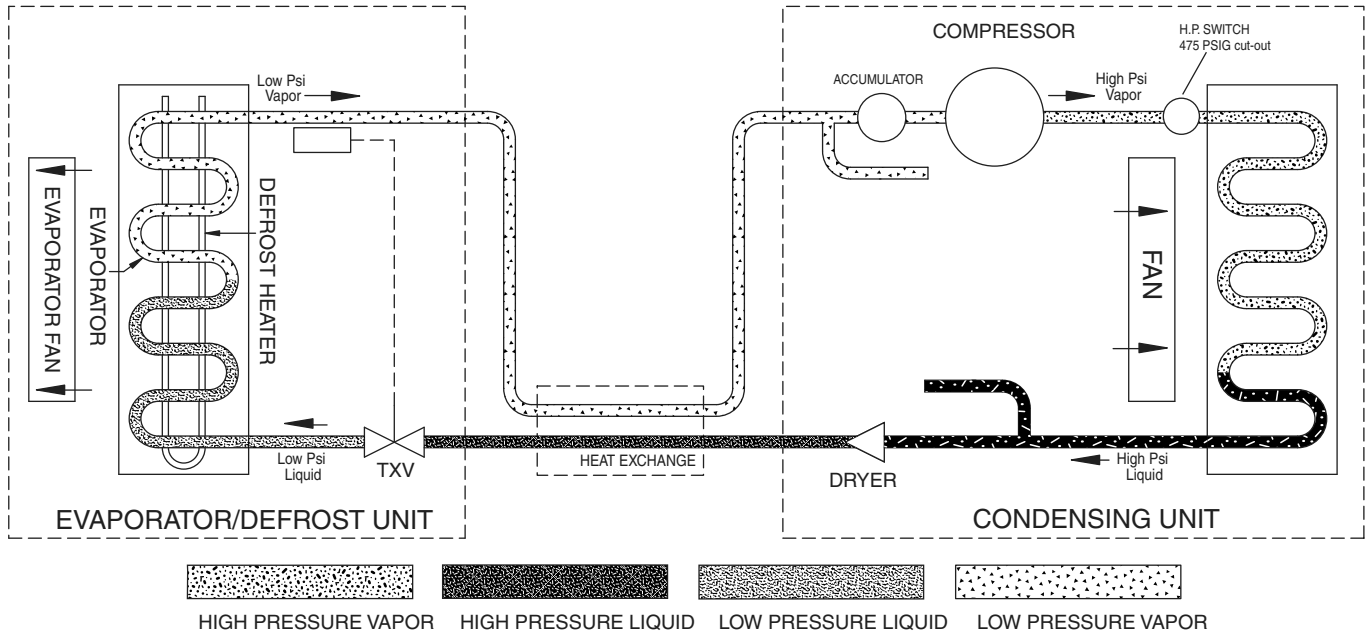 COMPRESSOR
H.P. SWITCH
475 PSIG cut-out
Low Psi
Vapor
ACCUMULATOR
High Psi
Vapor
EVAPORATOR FAN
EVAPORATOR
DEFROST HEATER
FAN
Low Psi
Liquid
TXV
HEAT EXCHANGE
DRYER
High Psi
Liquid
EVAPORATOR/DEFROST UNIT
CONDENSING UNIT
HIGH PRESSURE VAPOR
HIGH PRESSURE LIQUID
LOW PRESSURE LIQUID
LOW PRESSURE VAPOR